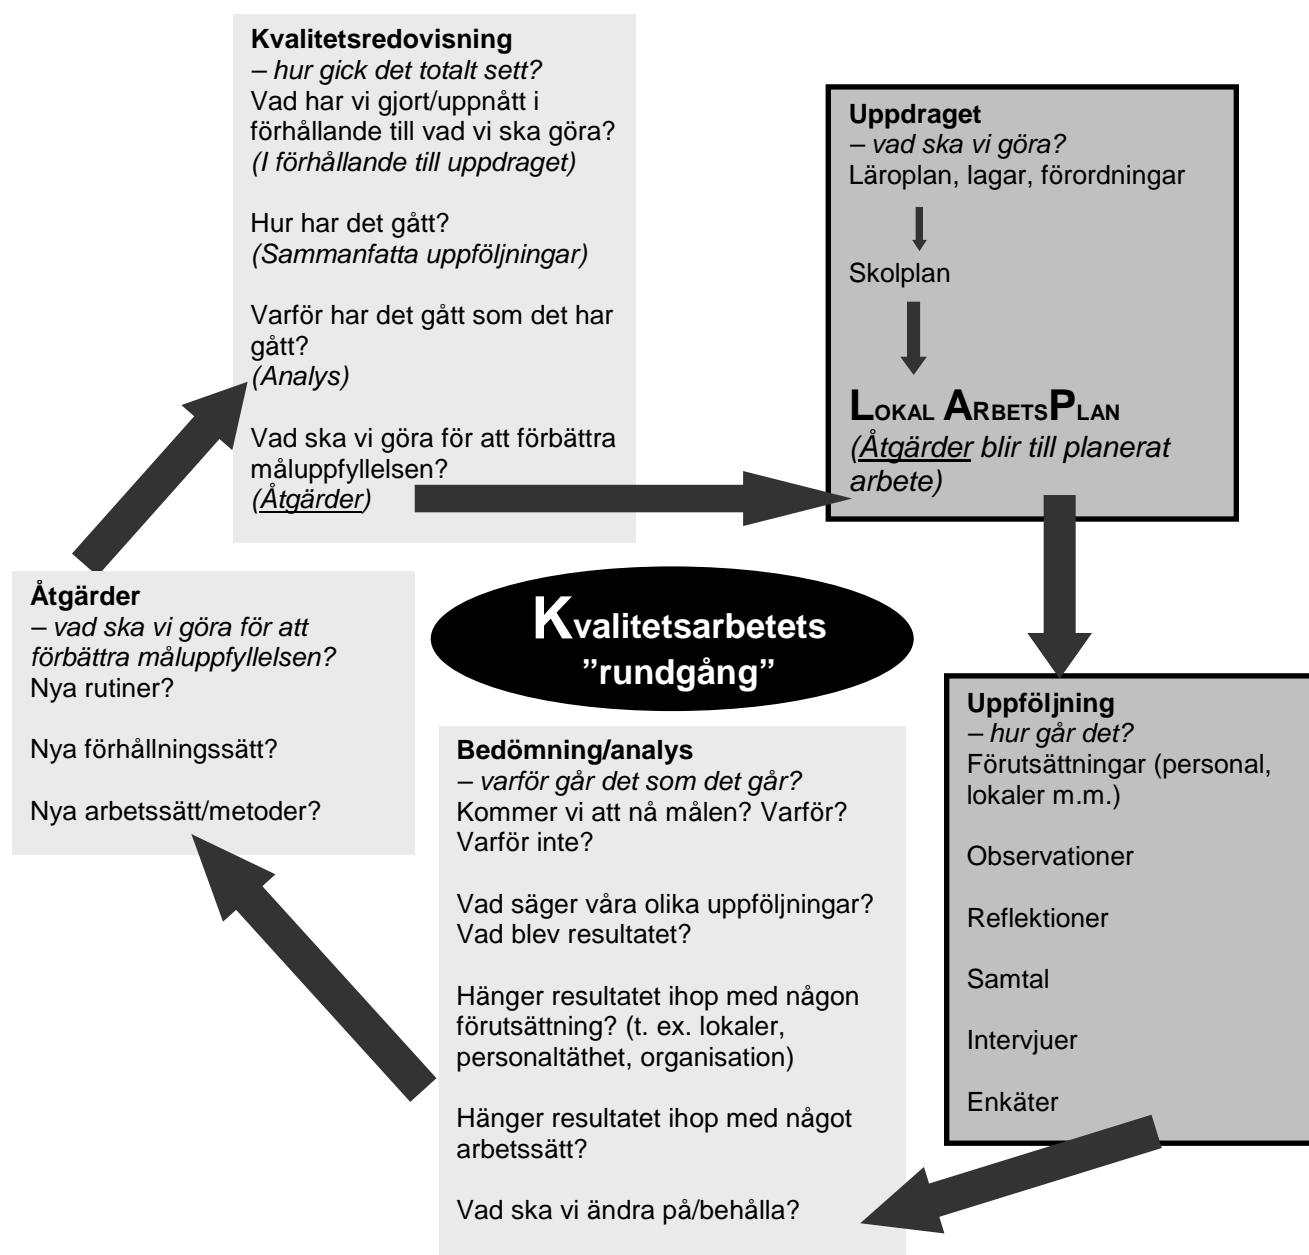 Kvalitetsredovisning
– hur gick det totalt sett?
Vad har vi gjort/uppnått i
förhållande till vad vi ska göra?
(I förhållande till uppdraget)
Hur har det gått?
(Sammanfatta uppföljningar)
Varför har det gått som det har
gått?
(Analys)
Vad ska vi göra för att förbättra
måluppfyllelsen?
(Åtgärder)
Uppdraget
– vad ska vi göra?
Läroplan, lagar, förordningar
Skolplan
LOKAL ARBETSPLAN
(Åtgärder blir till planerat
arbete)
Kvalitetsarbetets
”rundgång”
Uppföljning
– hur går det?
Förutsättningar (personal,
lokaler m.m.)
Observationer
Reflektioner
Samtal
Intervjuer
Enkäter
Bedömning/analys
– varför går det som det går?
Kommer vi att nå målen? Varför?
Varför inte?
Vad säger våra olika uppföljningar?
Vad blev resultatet?
Hänger resultatet ihop med någon
förutsättning? (t. ex. lokaler,
personaltäthet, organisation)
Hänger resultatet ihop med något
arbetssätt?
Vad ska vi ändra på/behålla?
Åtgärder
– vad ska vi göra för att
förbättra måluppfyllelsen?
Nya rutiner?
Nya förhållningssätt?
Nya arbetssätt/metoder?